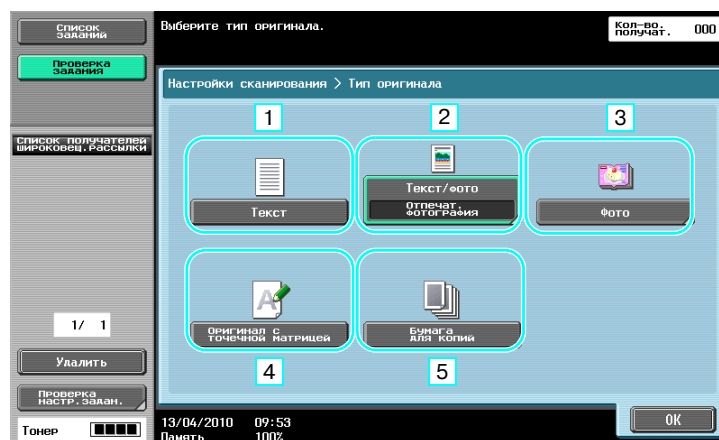 Список
заданий
Проверка
задания
Список получателей
широковещ.рассылки
1/ 1
Удалить
Проверка
настр.задан.
Тонер
Выберите тип оригинала.
Кол-во.
получат. 000
Настройки сканирования > Тип оригинала
1
2
3
Текст
Текст/фото
Отпечат.
фотография
Фото
Оригинал с
точечной матрицей
Бумага
для копий
4
5
OK
13/04/2010 09:53
Память 100%